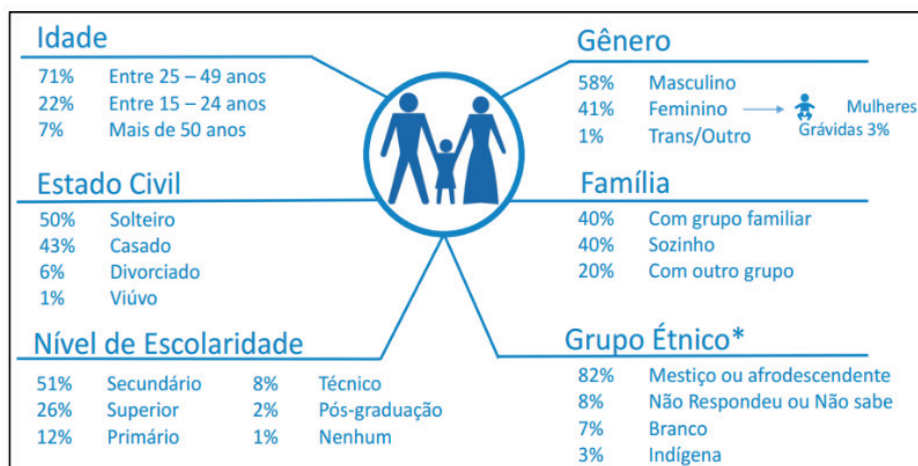 Idade
71% Entre 25 – 49 anos
22% Entre 15 – 24 anos
7% Mais de 50 anos
Gênero
58% Masculino
41% Feminino Mulheres
Grávidas 3%
1% Trans/Outro
Estado Civil
50% Solteiro
43% Casado
6% Divorciado
1% Viúvo
Família
40% Com grupo familiar
40% Sozinho
20% Com outro grupo
Nível de Escolaridade
51% Secundário 8% Técnico
26% Superior 2% Pós-graduação
12% Primário 1% Nenhum
Grupo Étnico*
82% Mestiço ou afrodescendente
8% Não Respondeu ou Não sabe
7% Branco
3% Indígena